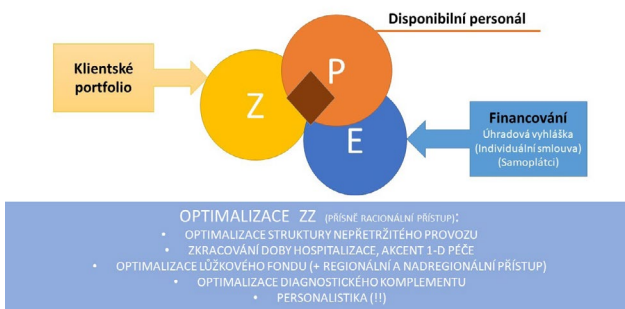 Disponibilní personál
Klientské
portfolio
P
Z
E
Financování
Úhradová vyhláška
(Individuální smlouva)
(Samoplátci)
OPTIMALIZACE ZZ (PŘÍSNĚ RACIONÁLNÍ PŘÍSTUP):
• OPTIMALIZACE STRUKTURY NEPŘETRŽITÉHO PROVOZU
• ZKRACOVÁNÍ DOBY HOSPITALIZACE, AKCENT 1-D PÉČE
• OPTIMALIZACE LŮŽKOVÉHO FONDU (+ REGIONÁLNÍ A NADREGIONÁLNÍ PŘÍSTUP)
• OPTIMALIZACE DIAGNOSTICKÉHO KOMPLEMENTU
• PERSONALISTIKA (!!)